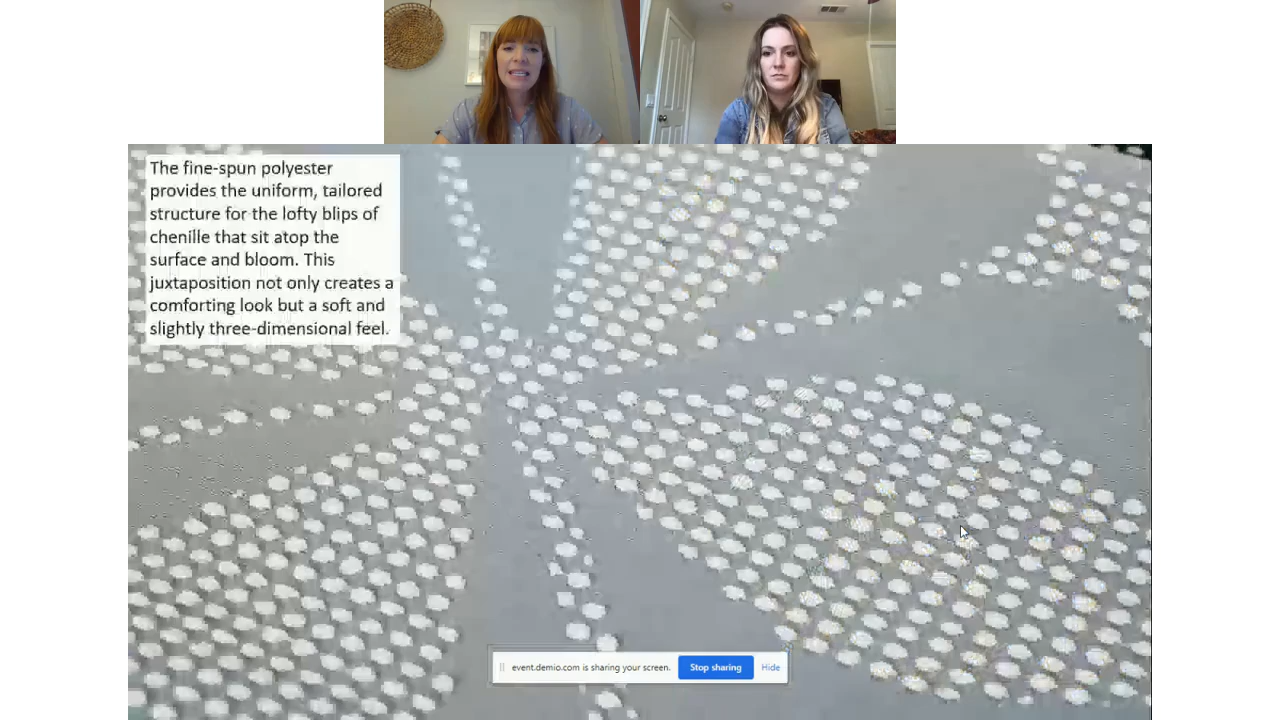 The fine-spun polyester
provides the uniform, tailored
structure for the lofty blips of
chenille that sit atop the
surface and bloom. This
juxtaposition not only creates a
comforting look but a soft and
slightly three-dimensional feel.
event.demio.com is sharing your screen. Stop sharing Hide